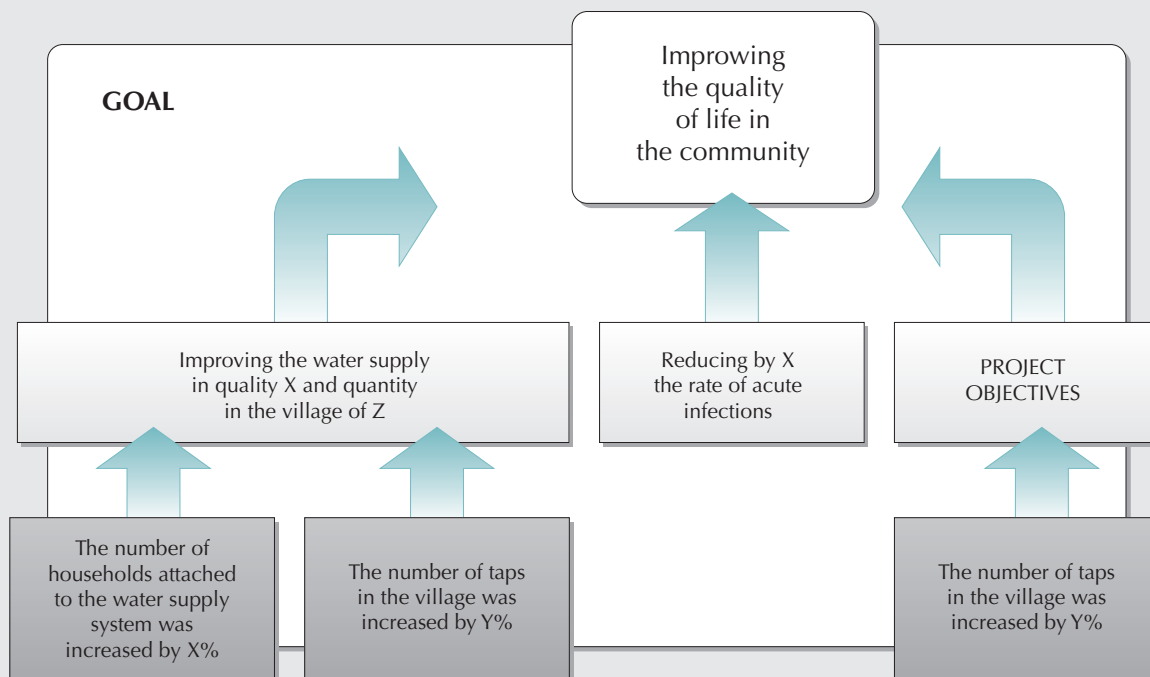 GOAL
Improwing
the quality
of life in
the community
Improving the water supply
in quality X and quantity
in the village of Z
Reducing by X
the rate of acute
infections
PROJECT
OBJECTIVES
The number of
households attached
to the water supply
system was
increased by X%
The number of taps
in the village was
increased by Y%
The number of taps
in the village was
increased by Y%